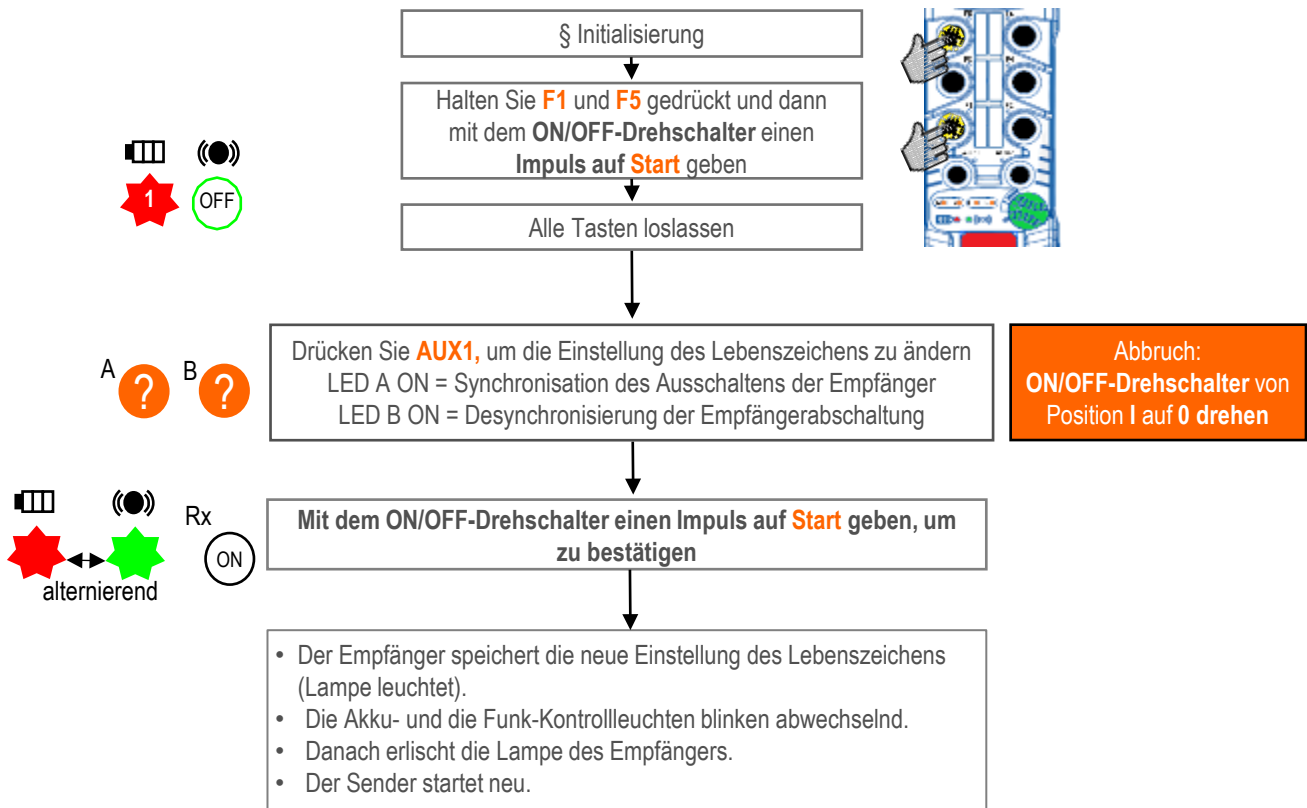 § Initialisierung
Halten Sie F1 und F5 gedrückt und dann
mit dem ON/OFF-Drehschalter einen
Impuls auf Start geben
1
OFF
Alle Tasten loslassen
A
?
B
?
Drücken Sie AUX1, um die Einstellung des Lebenszeichens zu ändern
LED A ON = Synchronisation des Ausschaltens der Empfänger
LED B ON = Desynchronisierung der Empfängerabschaltung
Abbruch:
ON/OFF-Drehschalter von
Position I auf 0 drehen
Rx
ON
alternierend
Mit dem ON/OFF-Drehschalter einen Impuls auf Start geben, um
zu bestätigen
• Der Empfänger speichert die neue Einstellung des Lebenszeichens
(Lampe leuchtet).
• Die Akku- und die Funk-Kontrollleuchten blinken abwechselnd.
• Danach erlischt die Lampe des Empfängers.
• Der Sender startet neu.